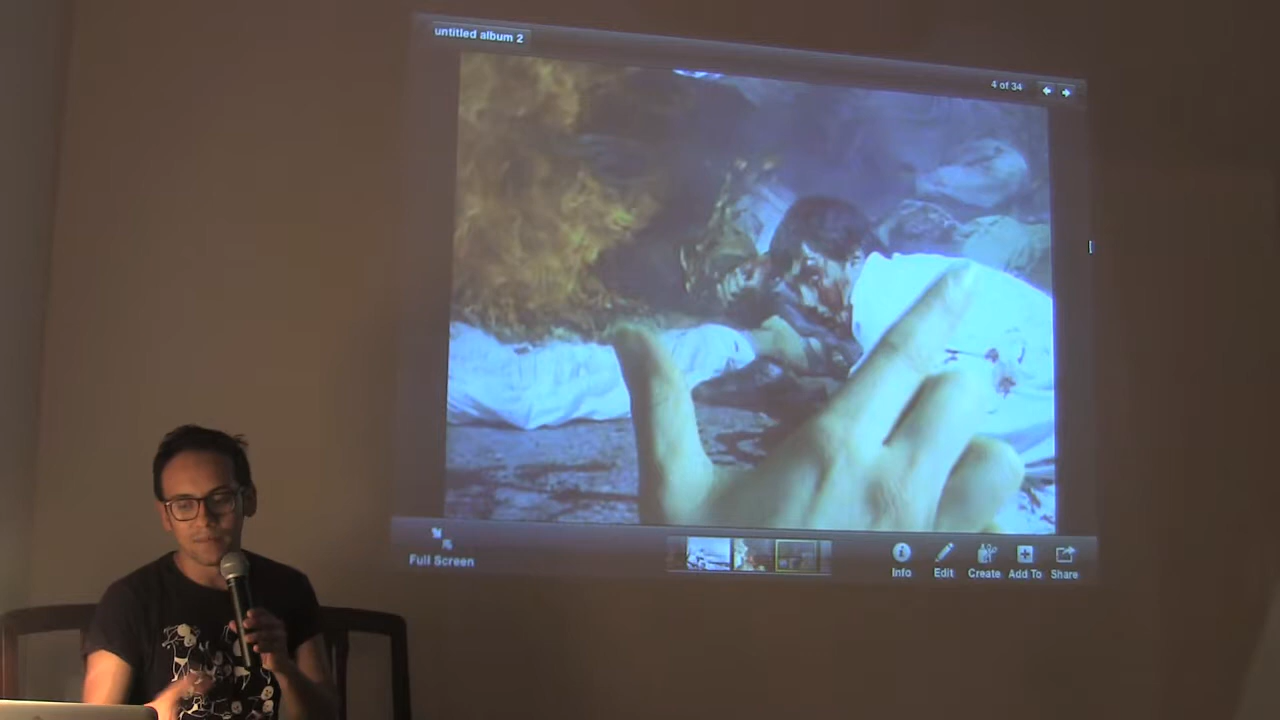 untitled album 2
4 of 34
Full Screen
Info
Edit
Create
Add To
Share